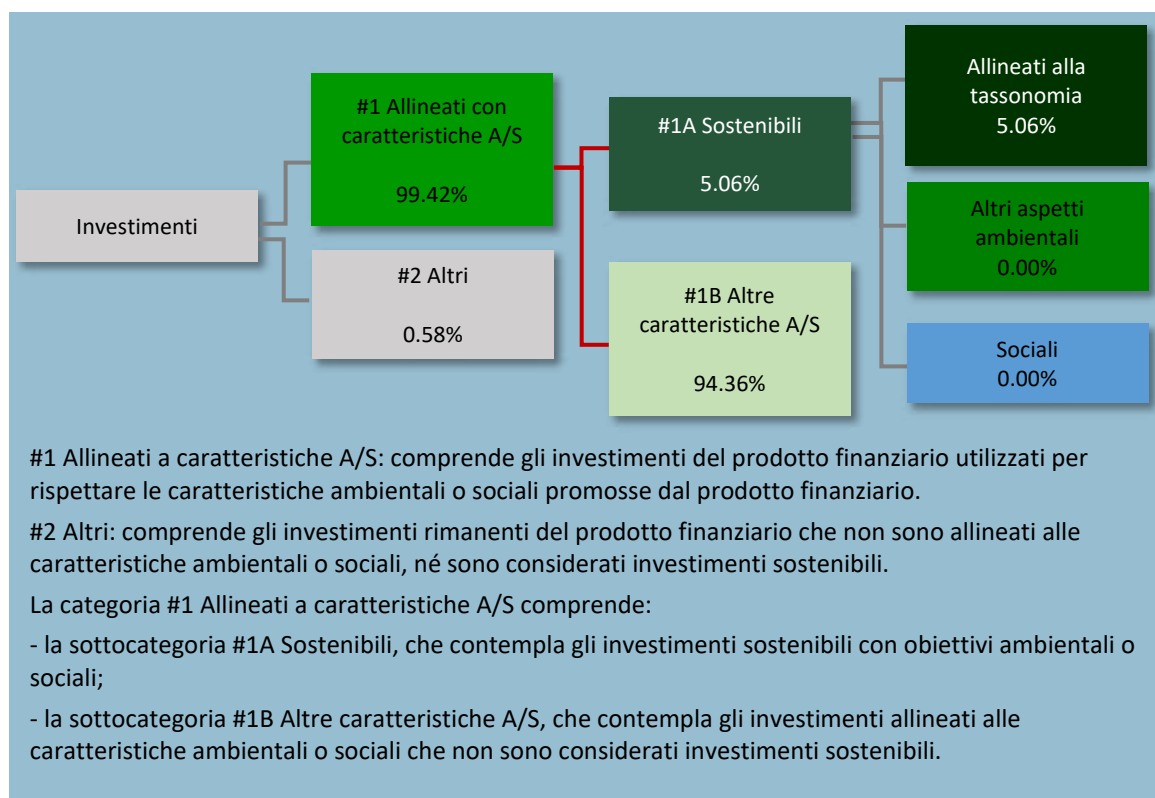 Investimenti
#1 Allineati con
caratteristiche A/S
99.42%
#2 Altri
0.58%
#1A Sostenibili
5.06%
#1B Altre
caratteristiche A/S
94.36%
Allineati alla
tassonomia
5.06%
Altri aspetti
ambientali
0.00%
Sociali
0.00%
#1 Allineati a caratteristiche A/S: comprende gli investimenti del prodotto finanziario utilizzati per
rispettare le caratteristiche ambientali o sociali promosse dal prodotto finanziario.
#2 Altri: comprende gli investimenti rimanenti del prodotto finanziario che non sono allineati alle
caratteristiche ambientali o sociali, né sono considerati investimenti sostenibili.
La categoria #1 Allineati a caratteristiche A/S comprende:
- la sottocategoria #1A Sostenibili, che contempla gli investimenti sostenibili con obiettivi ambientali o
sociali;
- la sottocategoria #1B Altre caratteristiche A/S, che contempla gli investimenti allineati alle
caratteristiche ambientali o sociali che non sono considerati investimenti sostenibili.